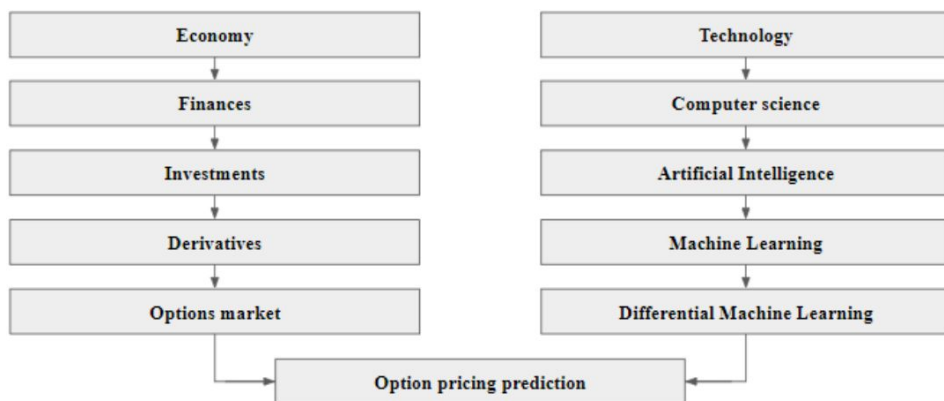 Economy
Finances
Investments
Derivatives
Options market
Technology
Computer science
Artificial Intelligence
Machine Learning
Differential Machine Learning
Option pricing prediction